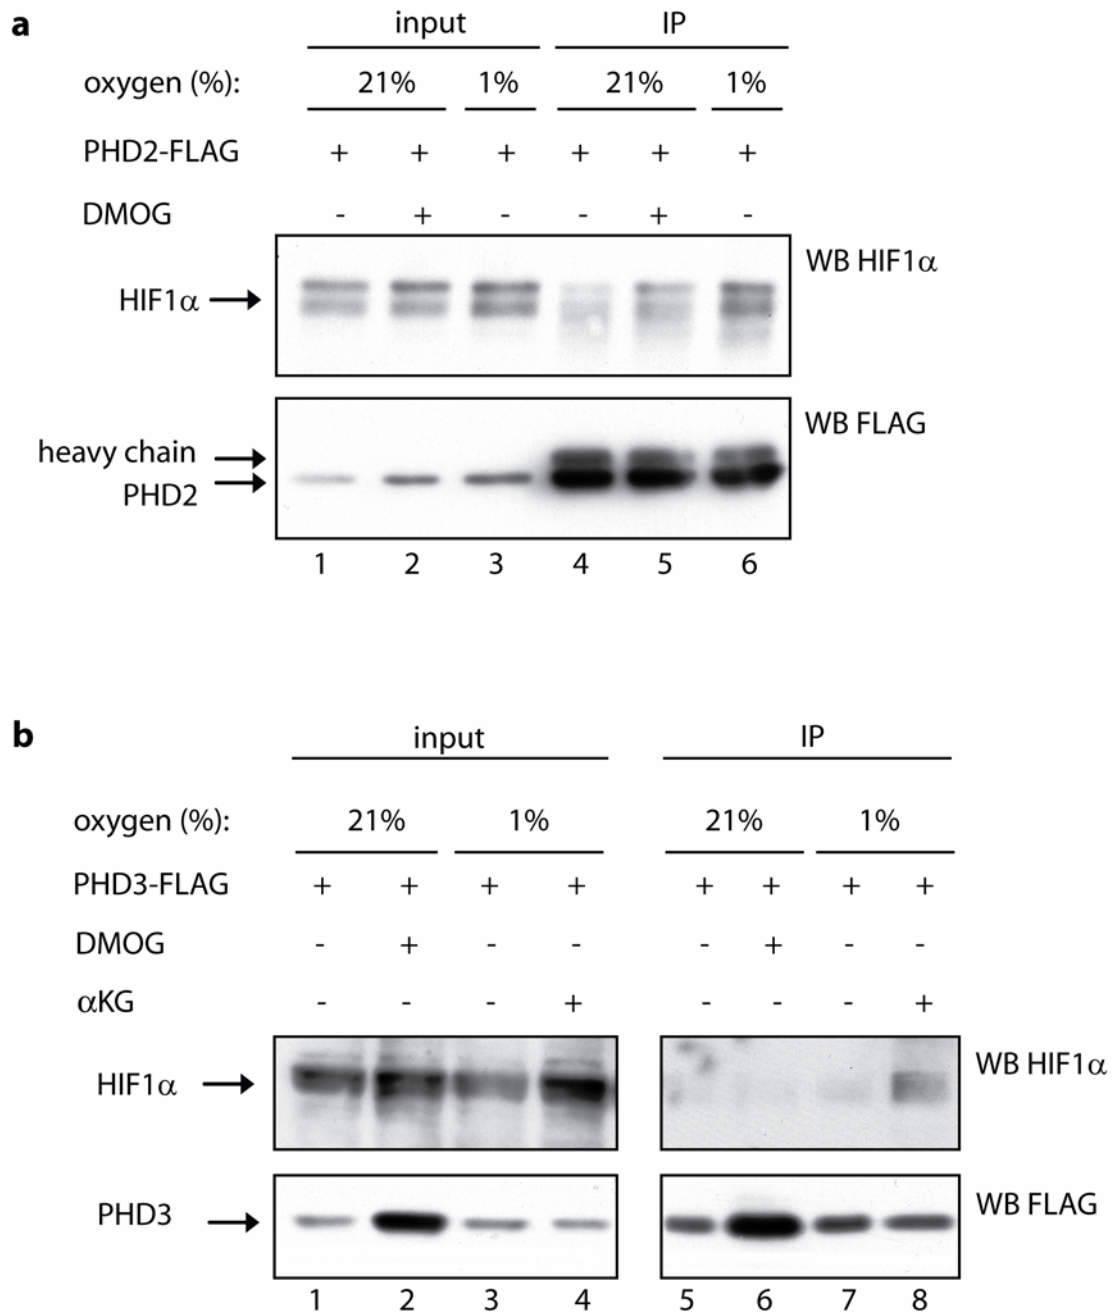 a
input IP
oxygen (%): 21% 1% 21% 1%
PHD2-FLAG + + + + + +
DMOG - + - - + -
WB HIF1α
HIF1α
WB FLAG
heavy chain
PHD2
1 2 3 4 5 6
b
input IP
oxygen (%): 21% 1% 21% 1%
PHD3-FLAG + + + + + + + +
DMOG - + - - - + - -
αKG - - - + - - - +
WB HIF1α
HIF1α
WB FLAG
PHD3
1 2 3 4 5 6 7 8